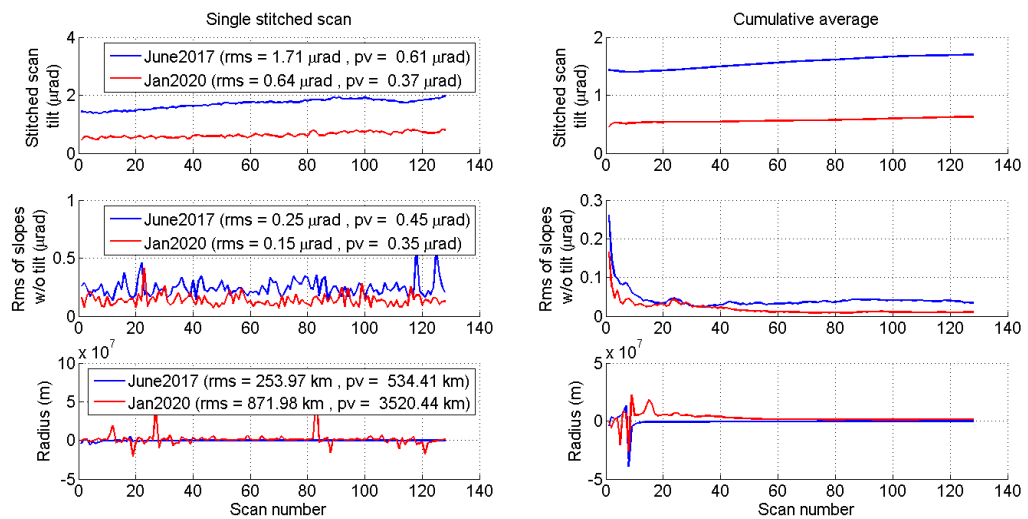 Single stitched scan
Stitched scan
tilt (μrad)
4
2
0
June2017 (rms = 1.71 μrad , pv = 0.61 μrad)
Jan2020 (rms = 0.64 μrad , pv = 0.37 μrad)
0 20 40 60 80 100 120 140
Cumulative average
Stitched scan
tilt (μrad)
2
1
0
0 20 40 60 80 100 120 140
Rms of slopes
w/o tilt (μrad)
1
0.5
0
June2017 (rms = 0.25 μrad , pv = 0.45 μrad)
Jan2020 (rms = 0.15 μrad , pv = 0.35 μrad)
0 20 40 60 80 100 120 140
Rms of slopes
w/o tilt (μrad)
0.3
0.2
0.1
0
0 20 40 60 80 100 120 140
x 10^7
Radius (m)
10
5
0
−5
June2017 (rms = 253.97 km , pv = 534.41 km)
Jan2020 (rms = 871.98 km , pv = 3520.44 km)
0 20 40 60 80 100 120 140
Scan number
x 10^7
Radius (m)
5
0
−5
0 20 40 60 80 100 120 140
Scan number